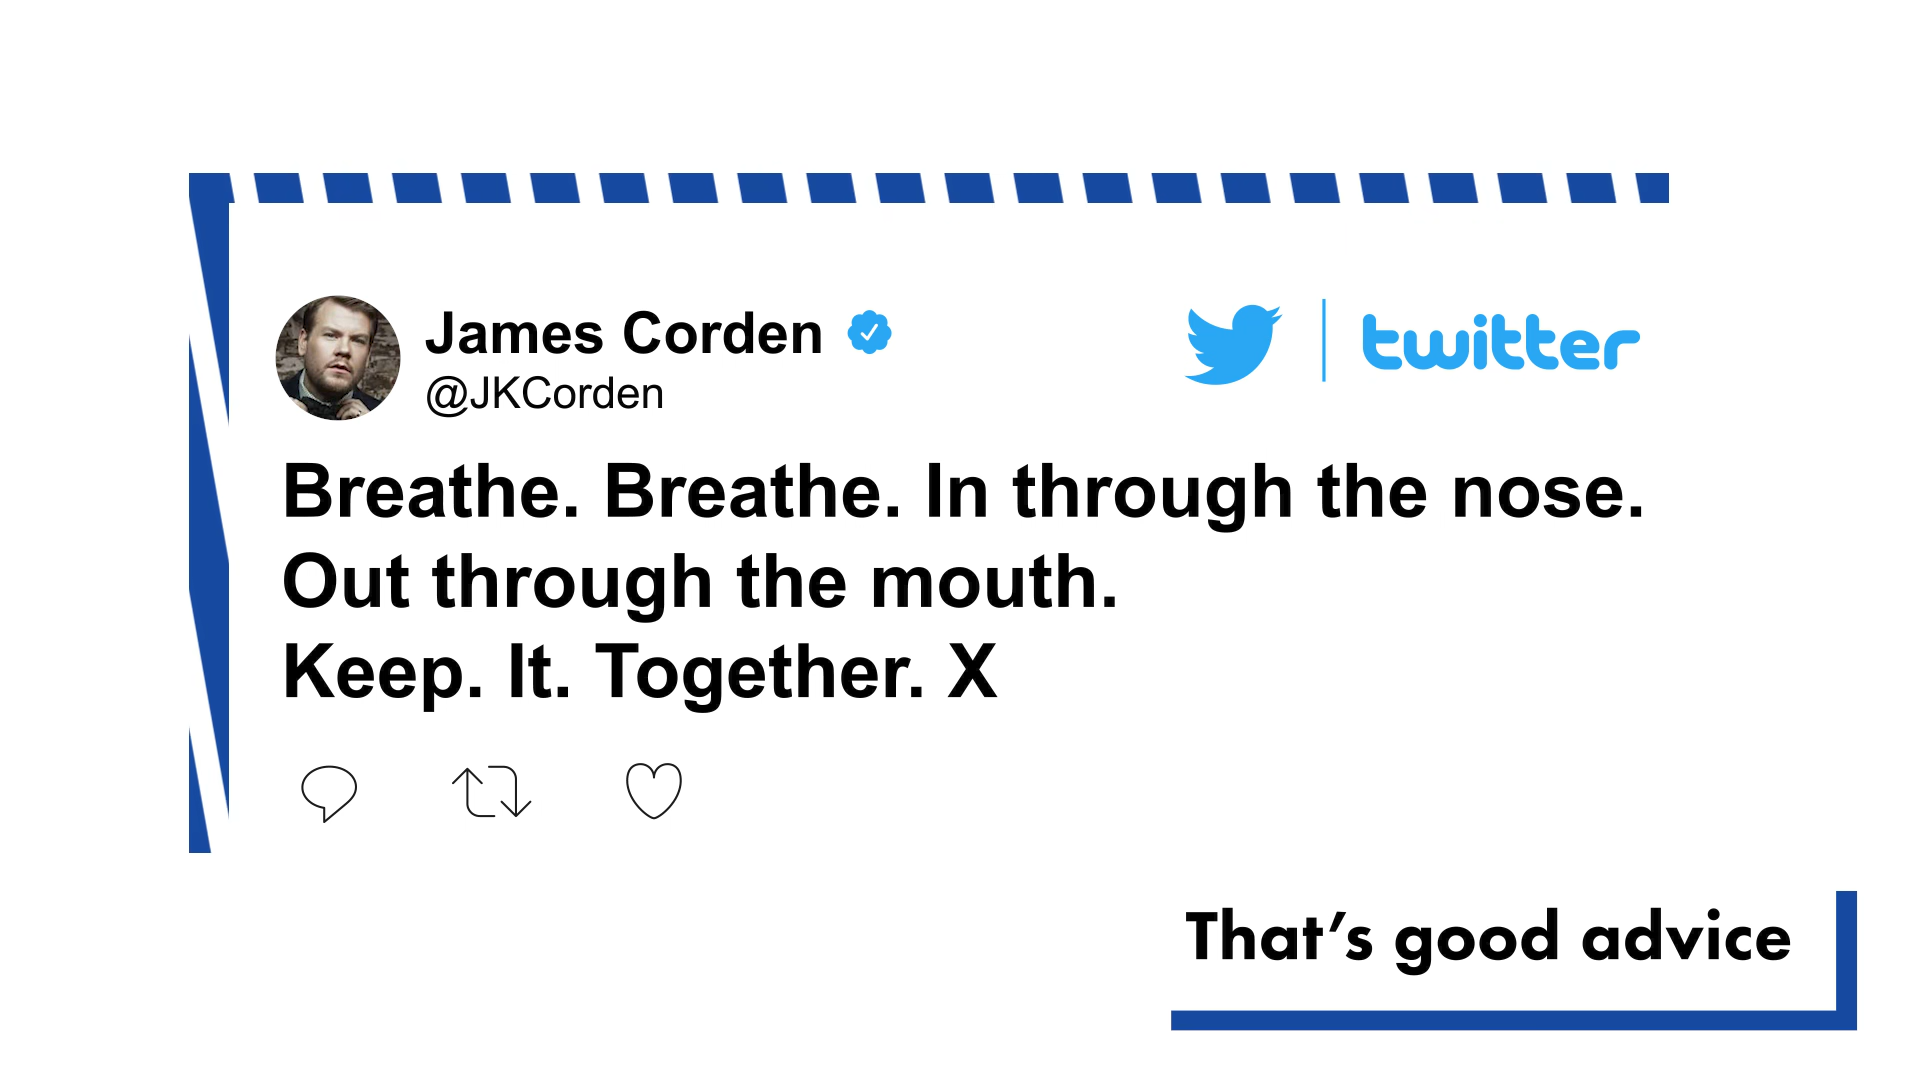 James Corden
@JKCorden
twitter
Breathe. Breathe. In through the nose.
Out through the mouth.
Keep. It. Together. X
That’s good advice